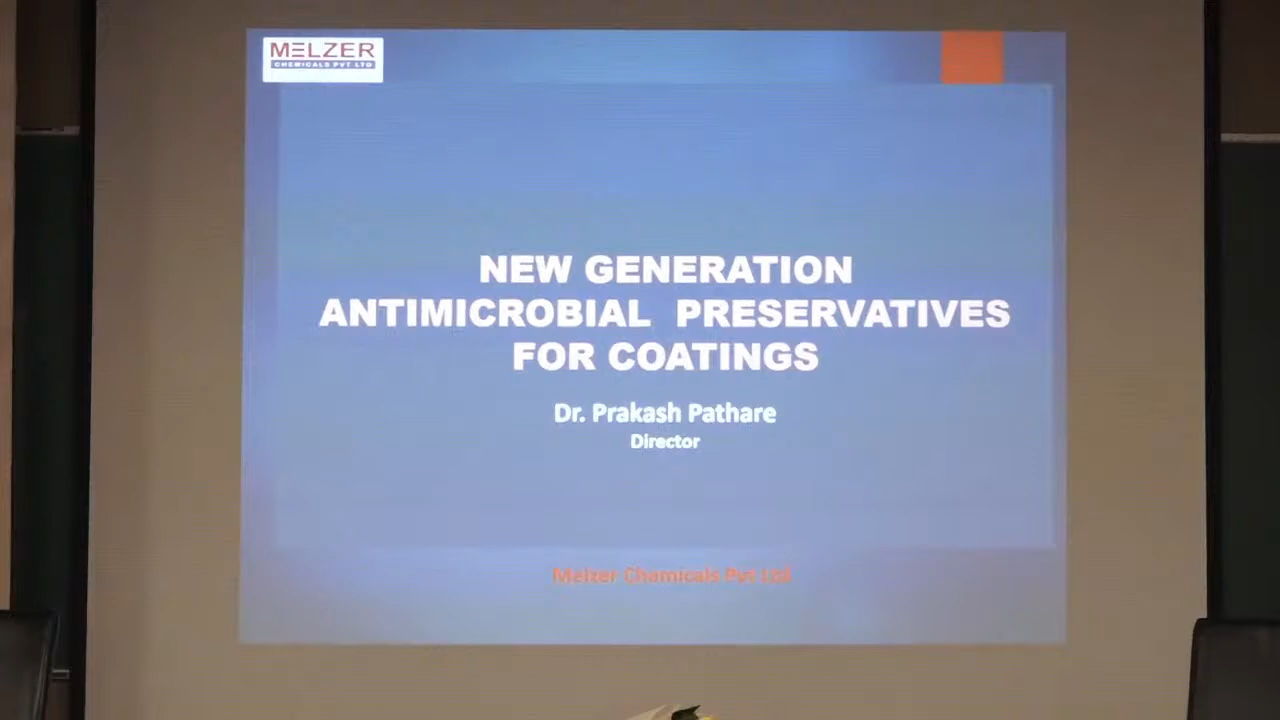 MELZER
CHEMICALS PVT LTD
NEW GENERATION
ANTIMICROBIAL PRESERVATIVES
FOR COATINGS
Dr. Prakash Pathare
Director
Melzer Chemicals Pvt Ltd